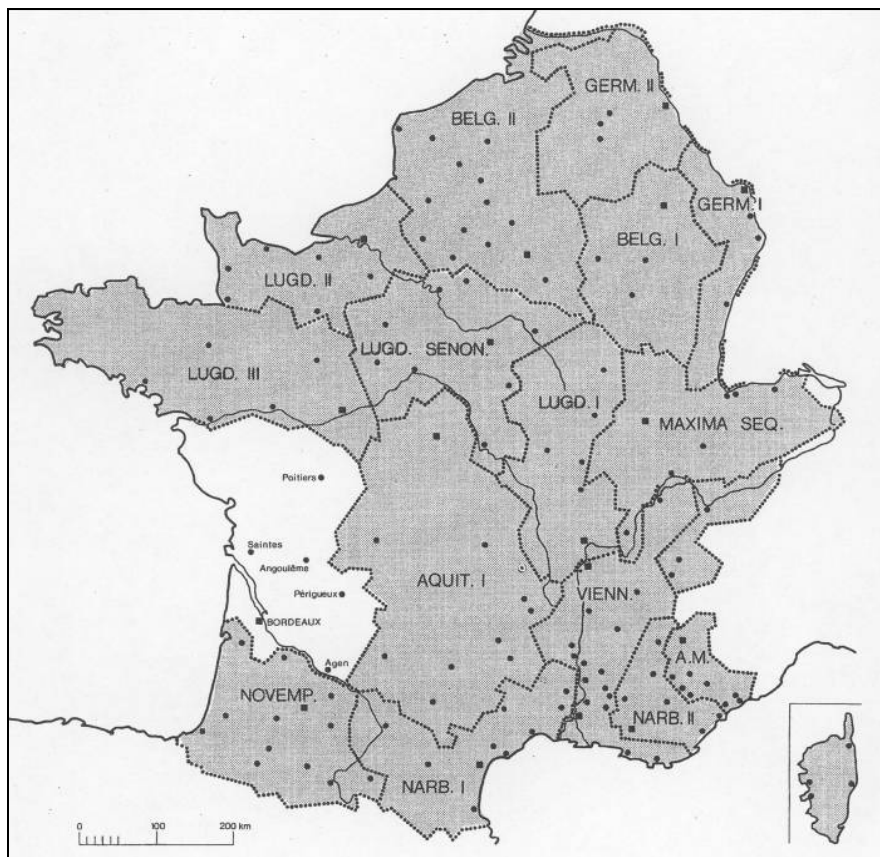 GERM. II
BELG. II
GERM. I
BELG. I
LUGD. II
LUGD. SENON.
LUGD. III
LUGD. I
MAXIMA SEQ.
Poitiers
Saintes
Angoulême
AQUIT. I
VIENN.
Périgueux
BORDEAUX
A.M.
Agen
NOVEMP.
NARB. II
NARB. I
0 100 200 km